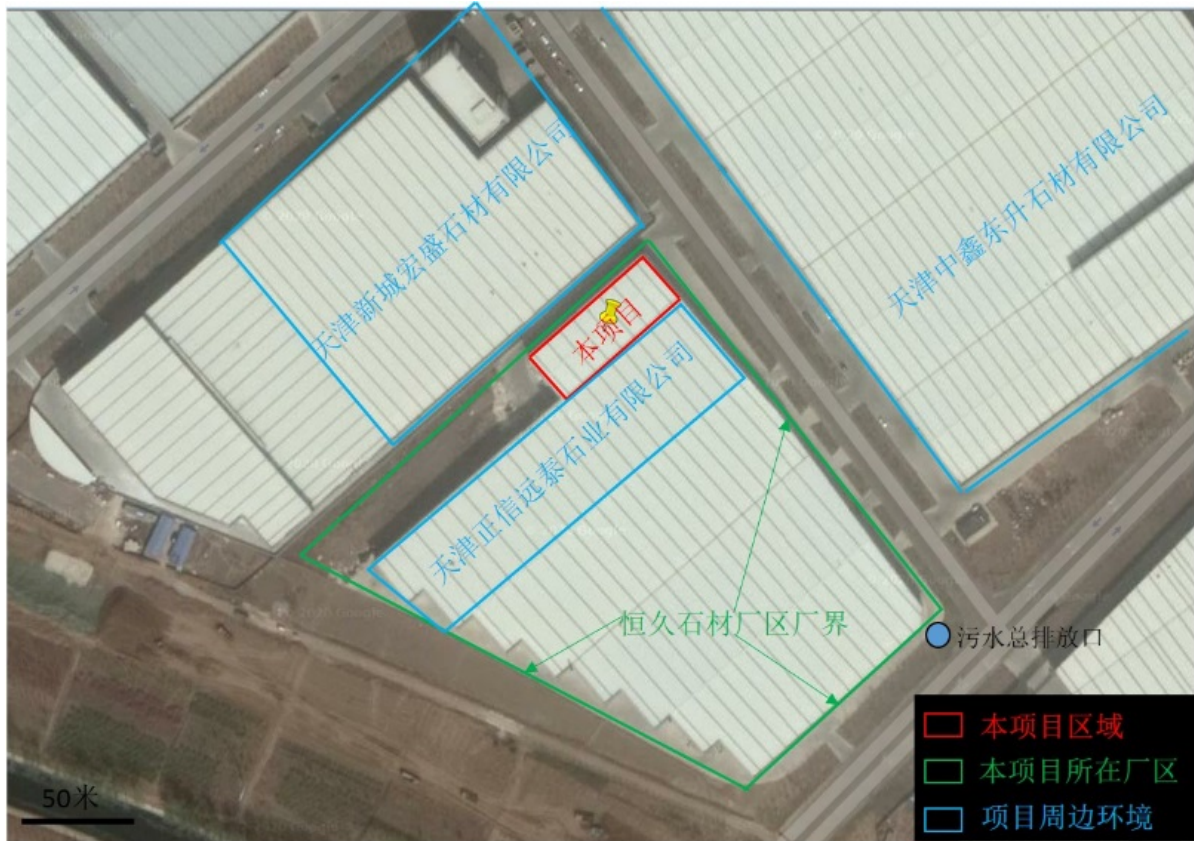 天津新城宏盛石材有限公司
天津中鑫东升石材有限公司
本项目
天津正信远泰石业有限公司
恒久石材厂区厂界
污水总排放口
本项目区域
本项目所在厂区
项目周边环境
50米